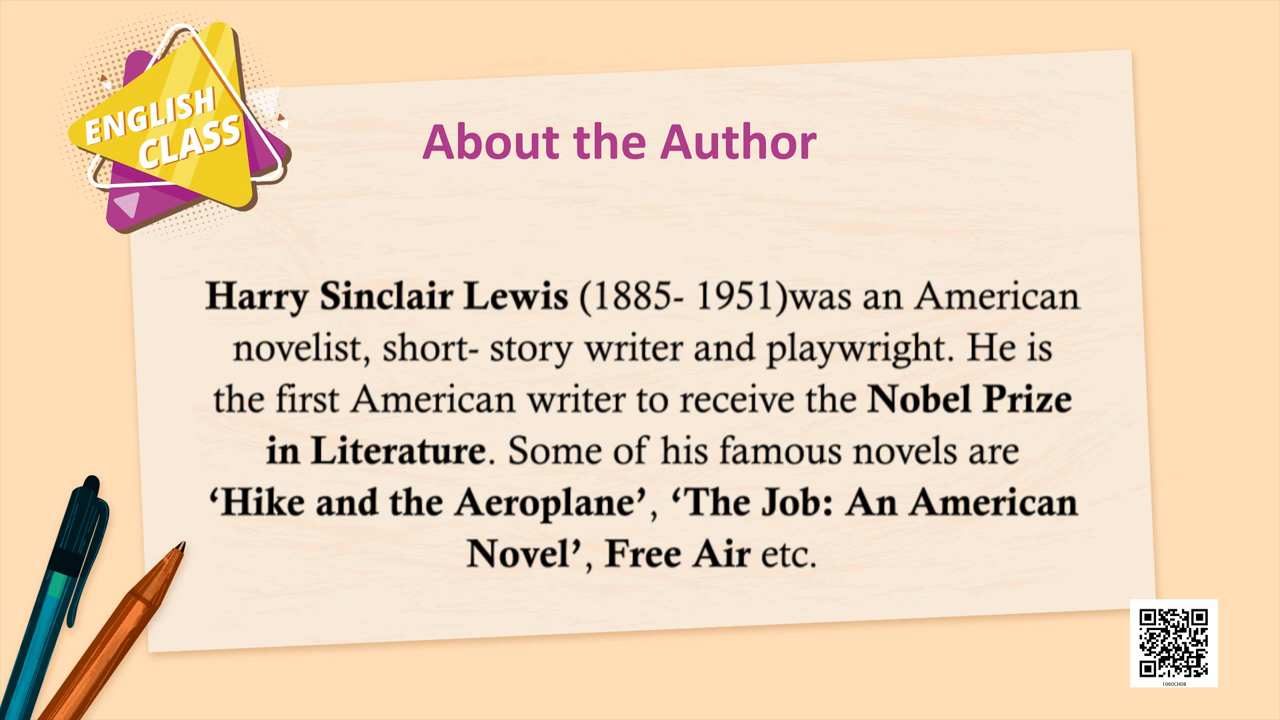 ENGLISH
CLASS
About the Author
Harry Sinclair Lewis (1885- 1951)was an American
novelist, short- story writer and playwright. He is
the first American writer to receive the Nobel Prize
in Literature. Some of his famous novels are
‘Hike and the Aeroplane’, ‘The Job: An American
Novel’, Free Air etc.
1060CH08